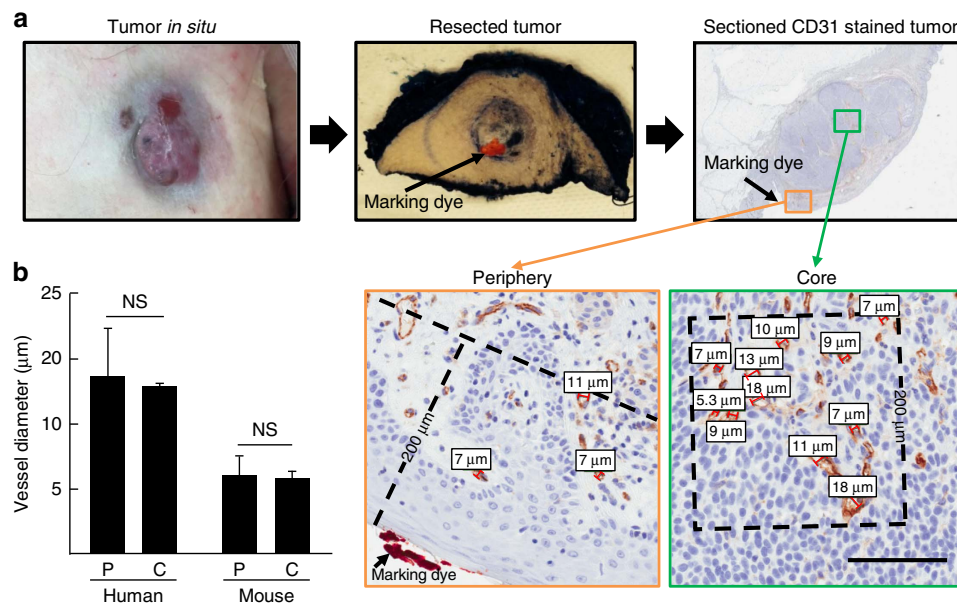 a
Tumor in situ
Resected tumor
Sectioned CD31 stained tumor
Marking dye
Marking dye
b
25
20
10
5
Vessel diameter (μm)
NS
NS
P
C
P
C
Human
Mouse
Periphery
200 μm
11 μm
7 μm
7 μm
Marking dye
Core
7 μm
10 μm
9 μm
7 μm
13 μm
18 μm
5.3 μm
9 μm
7 μm
11 μm
18 μm
200 μm